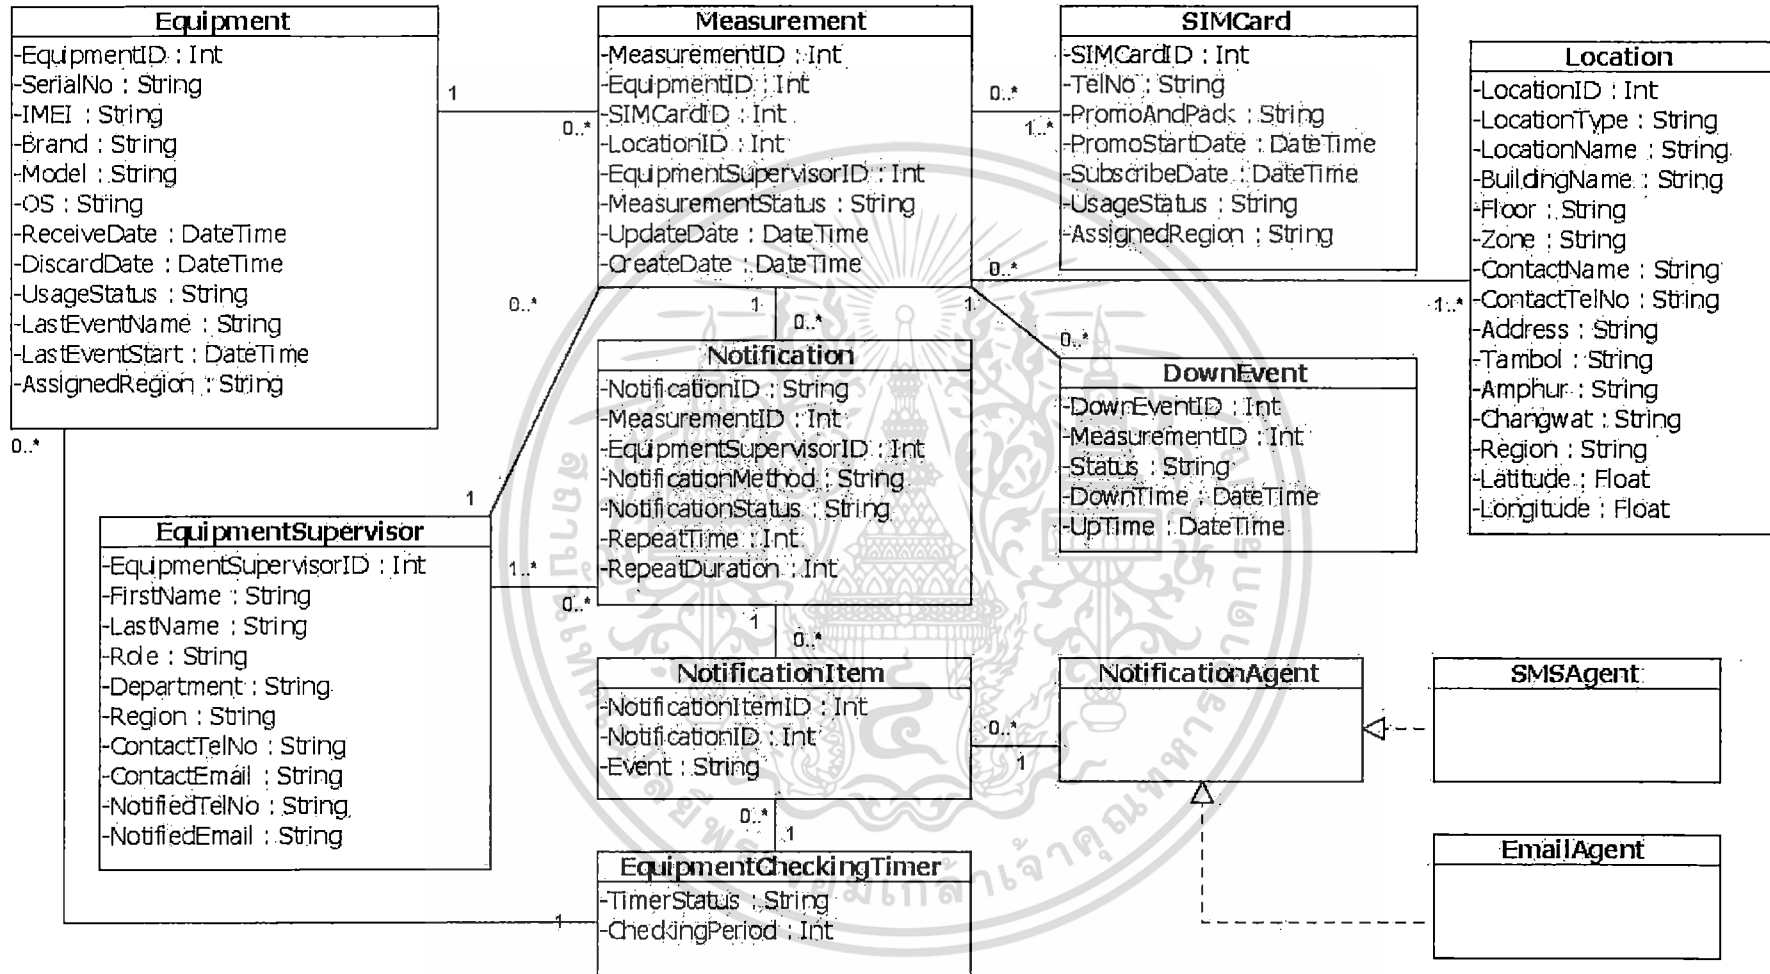 Equipment
-EquipmentID : Int
-SerialNo : String
-IMEI : String
-Brand : String
-Model : String
-OS : String
-ReceiveDate : DateTime
-DiscardDate : DateTime
-UsageStatus : String
-LastEventName : String
-LastEventStart : DateTime
-AssignedRegion : String
1
0..*
0..*
Measurement
-MeasurementID : Int
-EquipmentID : Int
-SIMCardID : Int
-LocationID : Int
-EquipmentSupervisorID : Int
-MeasurementStatus : String
-UpdateDate : DateTime
-CreateDate : DateTime
0..*
1..*
SIMCard
-SIMCardID : Int
-TelNo : String
-PromoAndPack : String
-PromoStartDate : DateTime
-SubscribeDate : DateTime
-UsageStatus : String
-AssignedRegion : String
Location
-LocationID : Int
-LocationType : String
-LocationName : String
-BuildingName : String
-Floor : String
-Zone : String
-ContactName : String
-ContactTelNo : String
-Address : String
-Tambol : String
-Amphur : String
-Changwat : String
-Region : String
-Latitude : Float
-Longitude : Float
0..*
1..*
0..*
1
1
0..*
1
0..*
Notification
-NotificationID : String
-MeasurementID : Int
-EquipmentSupervisorID : Int
-NotificationMethod : String
-NotificationStatus : String
-RepeatTime : Int
-RepeatDuration : Int
DownEvent
-DownEventID : Int
-MeasurementID : Int
-Status : String
-DownTime : DateTime
-UpTime : DateTime
EquipmentSupervisor
-EquipmentSupervisorID : Int
-FirstName : String
-LastName : String
-Role : String
-Department : String
-Region : String
-ContactTelNo : String
-ContactEmail : String
-NotifiedTelNo : String
-NotifiedEmail : String
1..*
0..*
1
0..*
NotificationItem
-NotificationItemID : Int
-NotificationID : Int
-Event : String
0..*
1
NotificationAgent
SMSAgent
EmailAgent
0..*
1
EquipmentCheckingTimer
-TimerStatus : String
-CheckingPeriod : Int
1